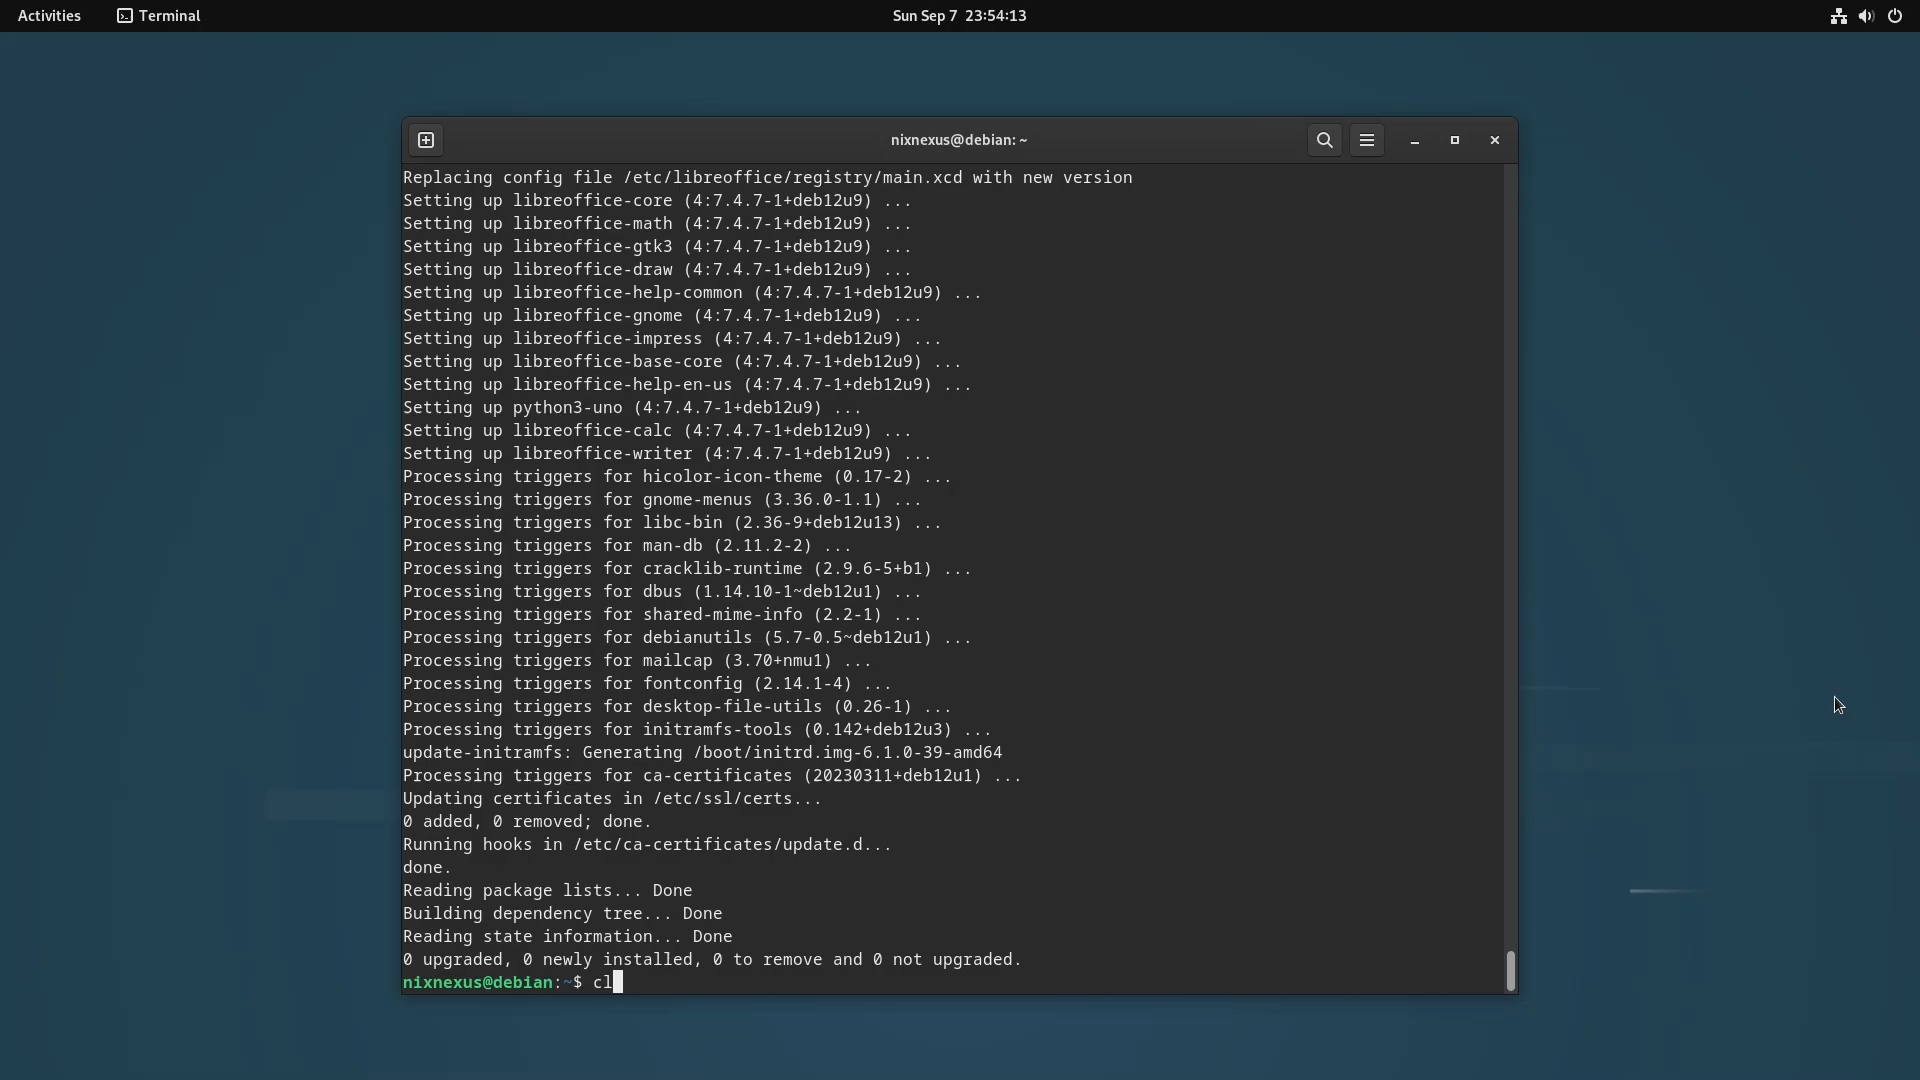 Activities
Terminal
Sun Sep 7 23:54:13
nixnexus@debian: ~
Replacing config file /etc/libreoffice/registry/main.xcd with new version
Setting up libreoffice-core (4:7.4.7-1+deb12u9) ...
Setting up libreoffice-math (4:7.4.7-1+deb12u9) ...
Setting up libreoffice-gtk3 (4:7.4.7-1+deb12u9) ...
Setting up libreoffice-draw (4:7.4.7-1+deb12u9) ...
Setting up libreoffice-help-common (4:7.4.7-1+deb12u9) ...
Setting up libreoffice-gnome (4:7.4.7-1+deb12u9) ...
Setting up libreoffice-impress (4:7.4.7-1+deb12u9) ...
Setting up libreoffice-base-core (4:7.4.7-1+deb12u9) ...
Setting up libreoffice-help-en-us (4:7.4.7-1+deb12u9) ...
Setting up python3-uno (4:7.4.7-1+deb12u9) ...
Setting up libreoffice-calc (4:7.4.7-1+deb12u9) ...
Setting up libreoffice-writer (4:7.4.7-1+deb12u9) ...
Processing triggers for hicolor-icon-theme (0.17-2) ...
Processing triggers for gnome-menus (3.36.0-1.1) ...
Processing triggers for libc-bin (2.36-9+deb12u13) ...
Processing triggers for man-db (2.11.2-2) ...
Processing triggers for cracklib-runtime (2.9.6-5+b1) ...
Processing triggers for dbus (1.14.10-1~deb12u1) ...
Processing triggers for shared-mime-info (2.2-1) ...
Processing triggers for debianutils (5.7-0.5~deb12u1) ...
Processing triggers for mailcap (3.70+nmu1) ...
Processing triggers for fontconfig (2.14.1-4) ...
Processing triggers for desktop-file-utils (0.26-1) ...
Processing triggers for initramfs-tools (0.142+deb12u3) ...
update-initramfs: Generating /boot/initrd.img-6.1.0-39-amd64
Processing triggers for ca-certificates (20230311+deb12u1) ...
Updating certificates in /etc/ssl/certs...
0 added, 0 removed; done.
Running hooks in /etc/ca-certificates/update.d...
done.
Reading package lists... Done
Building dependency tree... Done
Reading state information... Done
0 upgraded, 0 newly installed, 0 to remove and 0 not upgraded.
nixnexus@debian:~$ cl